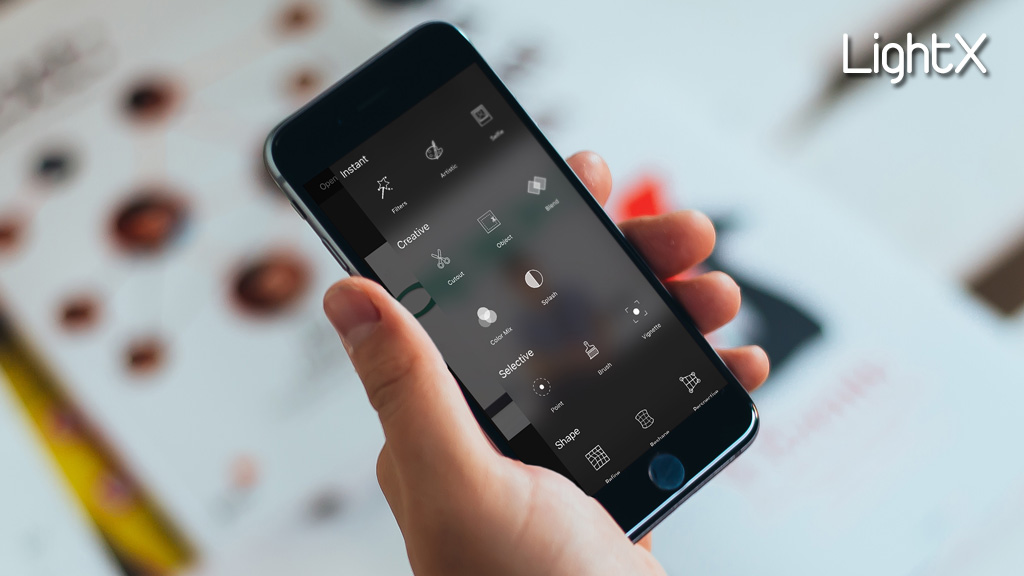 LightX
Open
Instant
Filters
Artistic
Selfie
Creative
Cutout
Object
Blend
Color Mix
Splash
Selective
Point
Brush
Vignette
Shape
Refine
Reshape
Perspective